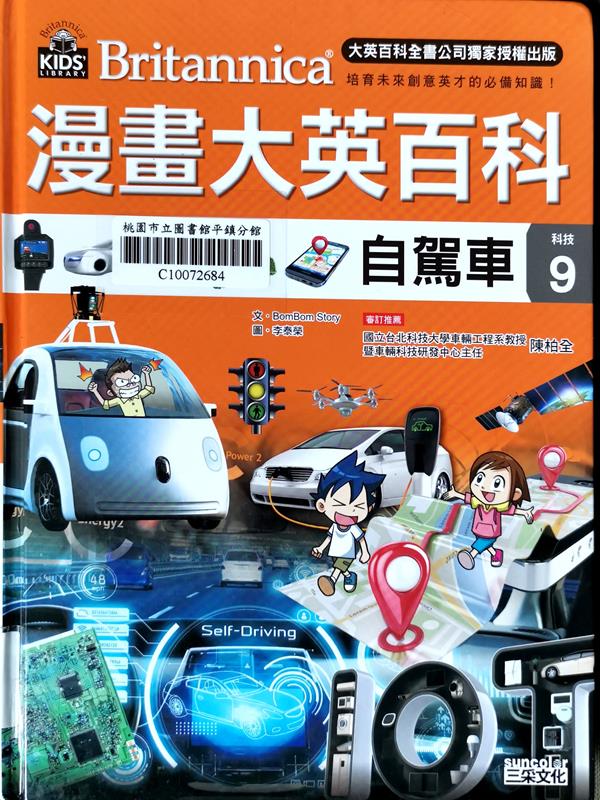 Britannica
KIDS'
LIBRARY
Britannica®
大英百科全書公司獨家授權出版
培育未來創意英才的必備知識！
漫畫大英百科
桃園市立圖書館平鎮分館
C10072684
自駕車
科技
9
文・BomBom Story
圖・李泰榮
審訂推薦
國立台北科技大學車輛工程系教授
暨車輛科技研發中心主任
陳柏全
Power 2
Energy2
48
Self-Driving
IOT
suncolor
三采文化